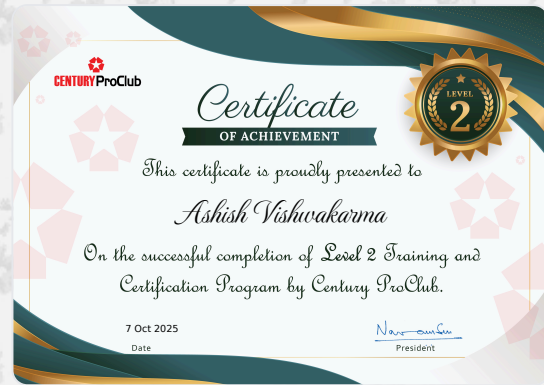 CENTURY ProClub
Certificate
OF ACHIEVEMENT
LEVEL
2
This certificate is proudly presented to
Ashish Vishwakarma
On the successful completion of Level 2 Training and
Certification Program by Century ProClub.
7 Oct 2025
Date
President